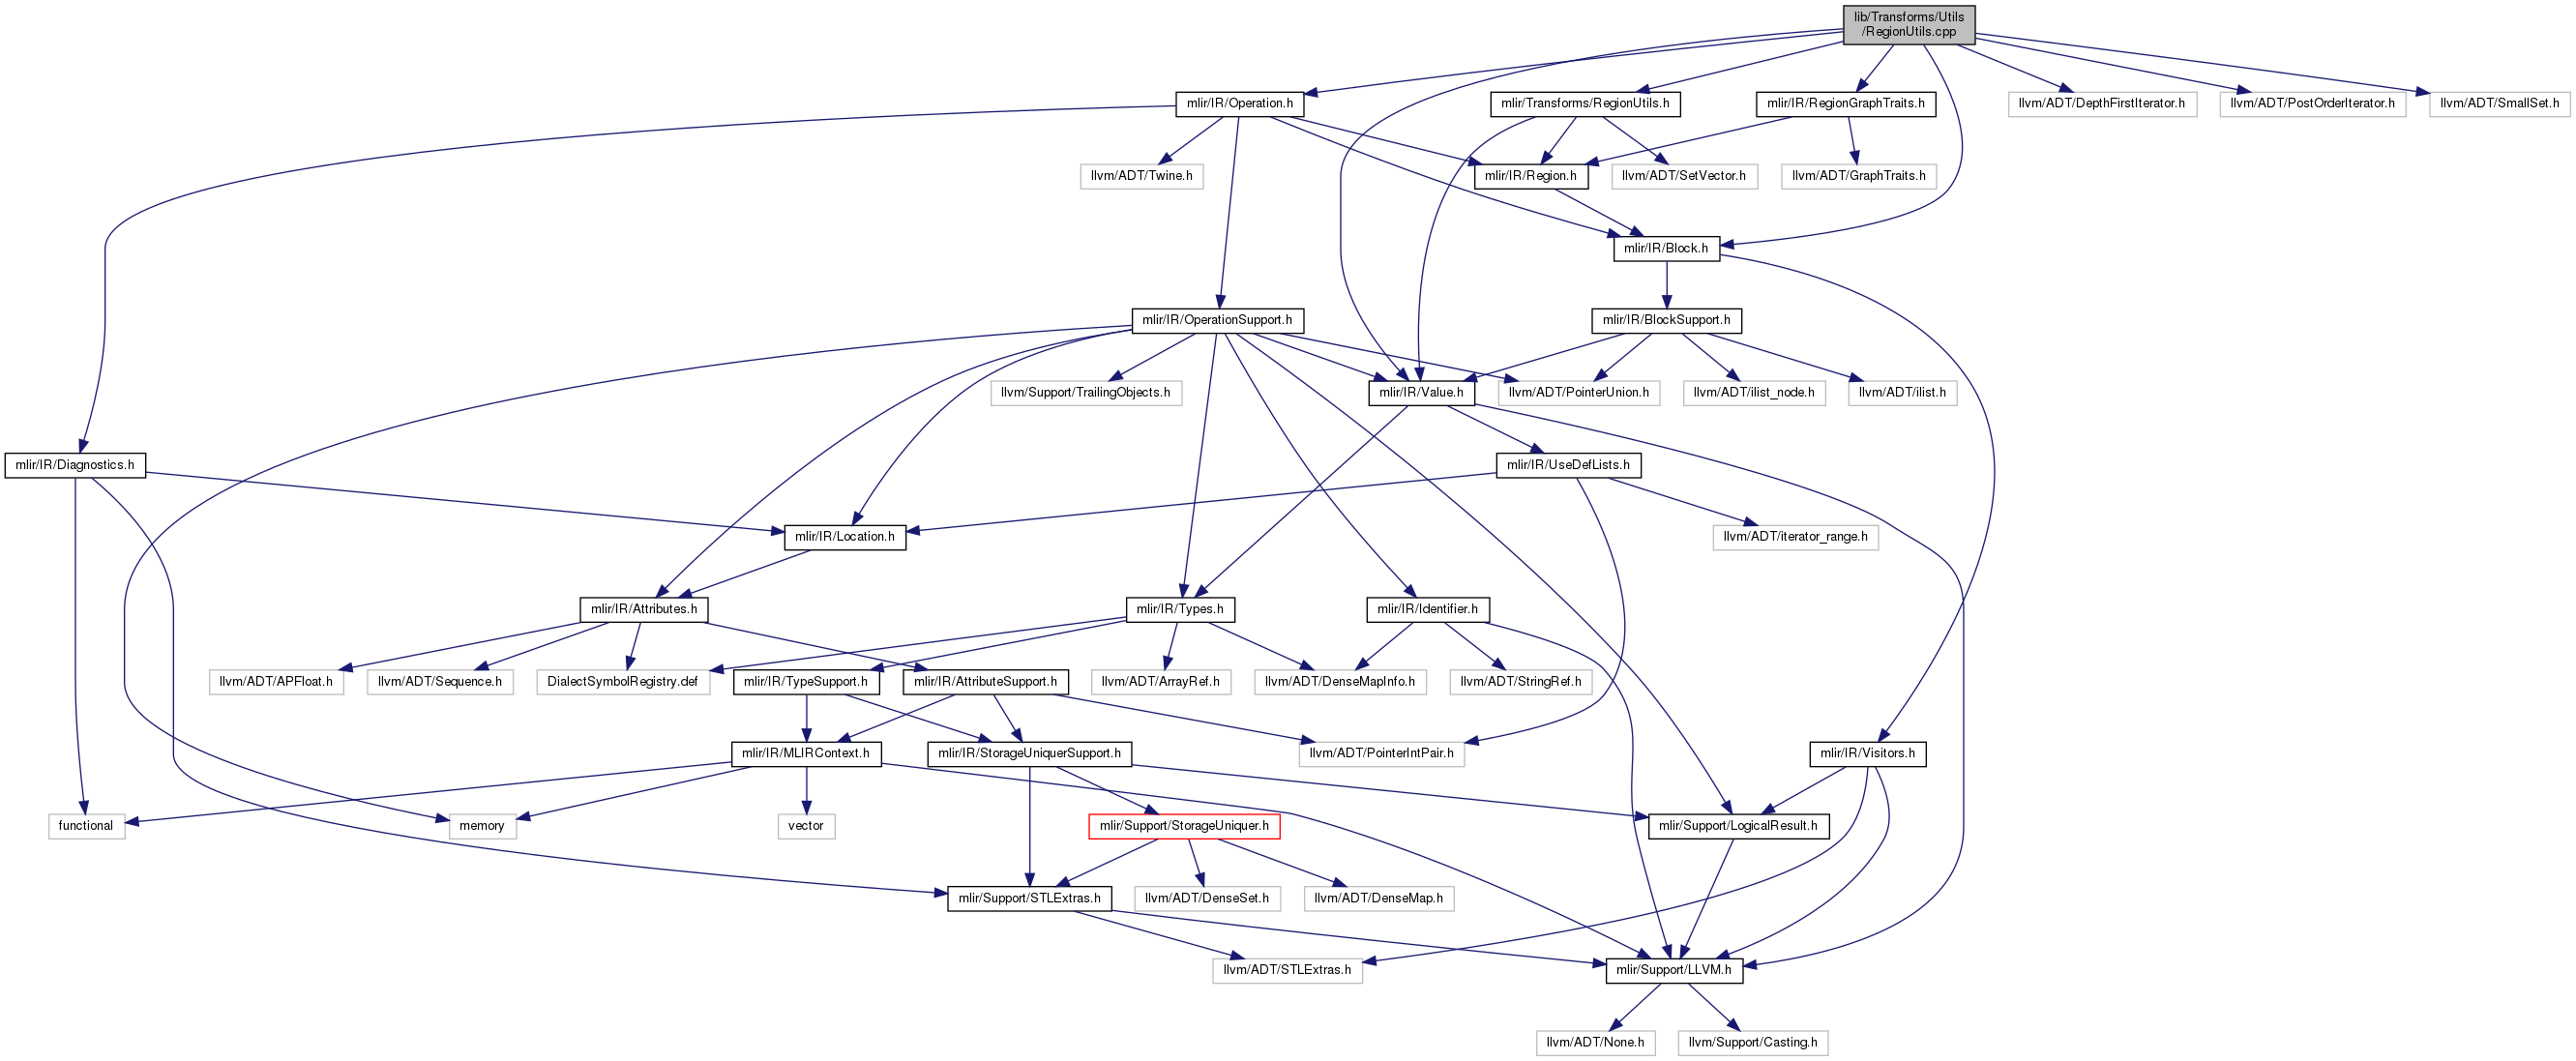 lib/Transforms/Utils
/RegionUtils.cpp
mlir/IR/Operation.h
mlir/Transforms/RegionUtils.h
mlir/IR/RegionGraphTraits.h
llvm/ADT/DepthFirstIterator.h
llvm/ADT/PostOrderIterator.h
llvm/ADT/SmallSet.h
llvm/ADT/Twine.h
mlir/IR/Region.h
llvm/ADT/SetVector.h
llvm/ADT/GraphTraits.h
mlir/IR/Block.h
mlir/IR/OperationSupport.h
mlir/IR/BlockSupport.h
llvm/Support/TrailingObjects.h
mlir/IR/Value.h
llvm/ADT/PointerUnion.h
llvm/ADT/ilist_node.h
llvm/ADT/ilist.h
mlir/IR/Diagnostics.h
mlir/IR/UseDefLists.h
mlir/IR/Location.h
llvm/ADT/iterator_range.h
mlir/IR/Attributes.h
mlir/IR/Types.h
mlir/IR/Identifier.h
llvm/ADT/APFloat.h
llvm/ADT/Sequence.h
DialectSymbolRegistry.def
mlir/IR/TypeSupport.h
mlir/IR/AttributeSupport.h
llvm/ADT/ArrayRef.h
llvm/ADT/DenseMapInfo.h
llvm/ADT/StringRef.h
mlir/IR/MLIRContext.h
mlir/IR/StorageUniquerSupport.h
llvm/ADT/PointerIntPair.h
mlir/IR/Visitors.h
functional
memory
vector
mlir/Support/StorageUniquer.h
mlir/Support/LogicalResult.h
mlir/Support/STLExtras.h
llvm/ADT/DenseSet.h
llvm/ADT/DenseMap.h
llvm/ADT/STLExtras.h
mlir/Support/LLVM.h
llvm/ADT/None.h
llvm/Support/Casting.h